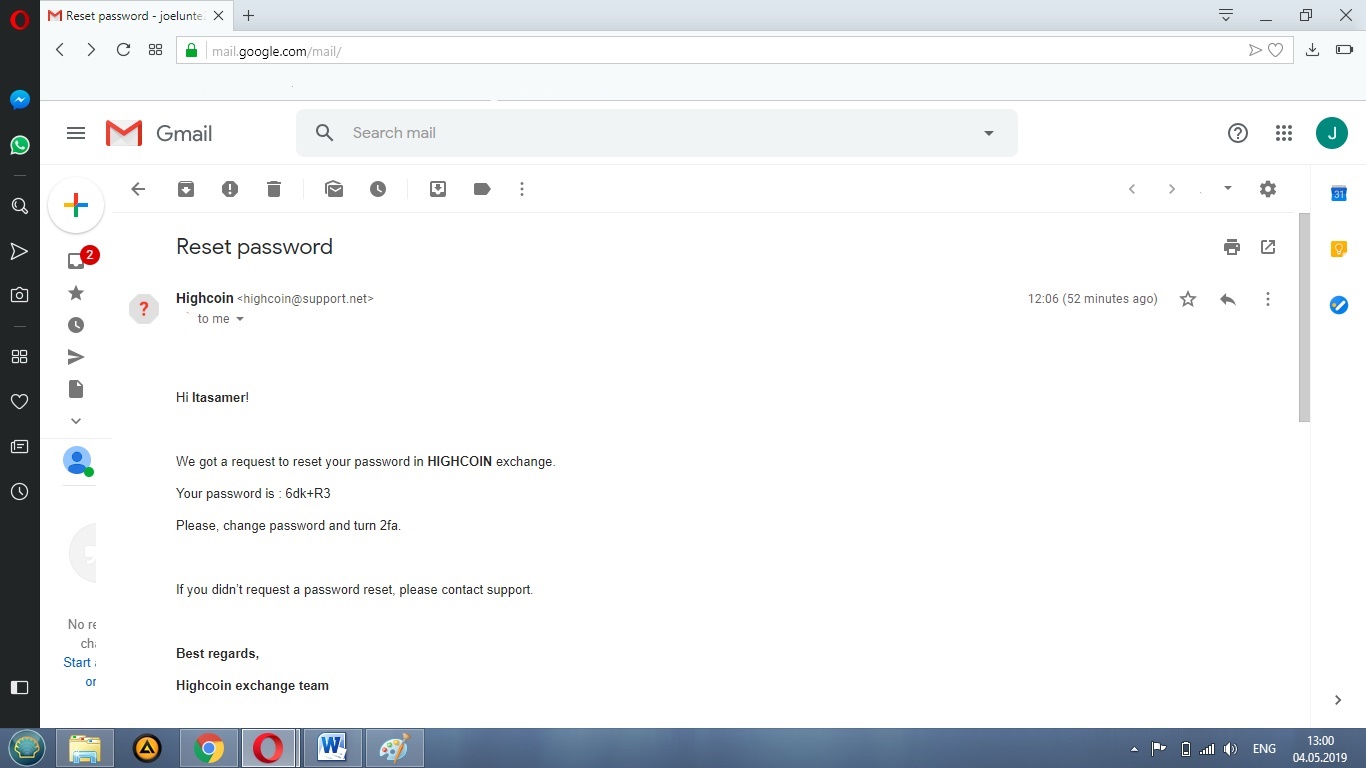 Reset password - joelunte
mail.google.com/mail/
Gmail
Search mail
J
31
2
Reset password
Highcoin <highcoin@support.net>
12:06 (52 minutes ago)
?
to me
Hi Itasamer!
We got a request to reset your password in HIGHCOIN exchange.
Your password is : 6dk+R3
Please, change password and turn 2fa.
If you didn't request a password reset, please contact support.
No re
Best regards,
Start
or
Highcoin exchange team
ENG
13:00
04.05.2019
W